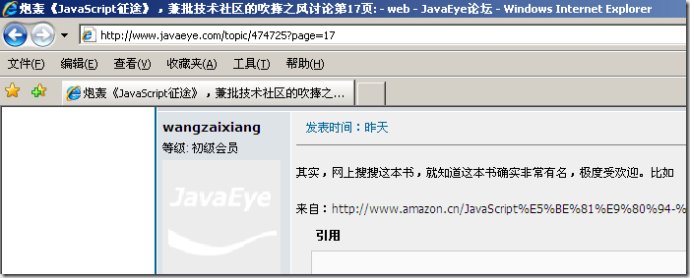 炮轰《JavaScript征途》，兼批技术社区的吹捧之风讨论第17页: - web - JavaEye论坛 - Windows Internet Explorer
http://www.javaeye.com/topic/474725?page=17
文件(F) 编辑(E) 查看(V) 收藏夹(A) 工具(T) 帮助(H)
炮轰《JavaScript征途》，兼批技术社区的吹捧之...
wangzaixiang
发表时间：昨天
等级: 初级会员
JavaEye
其实，网上搜搜这本书，就知道这本书确实非常有名，极度受欢迎。比如
来自：http://www.amazon.cn/JavaScript%E5%BE%81%E9%80%94-%
引用